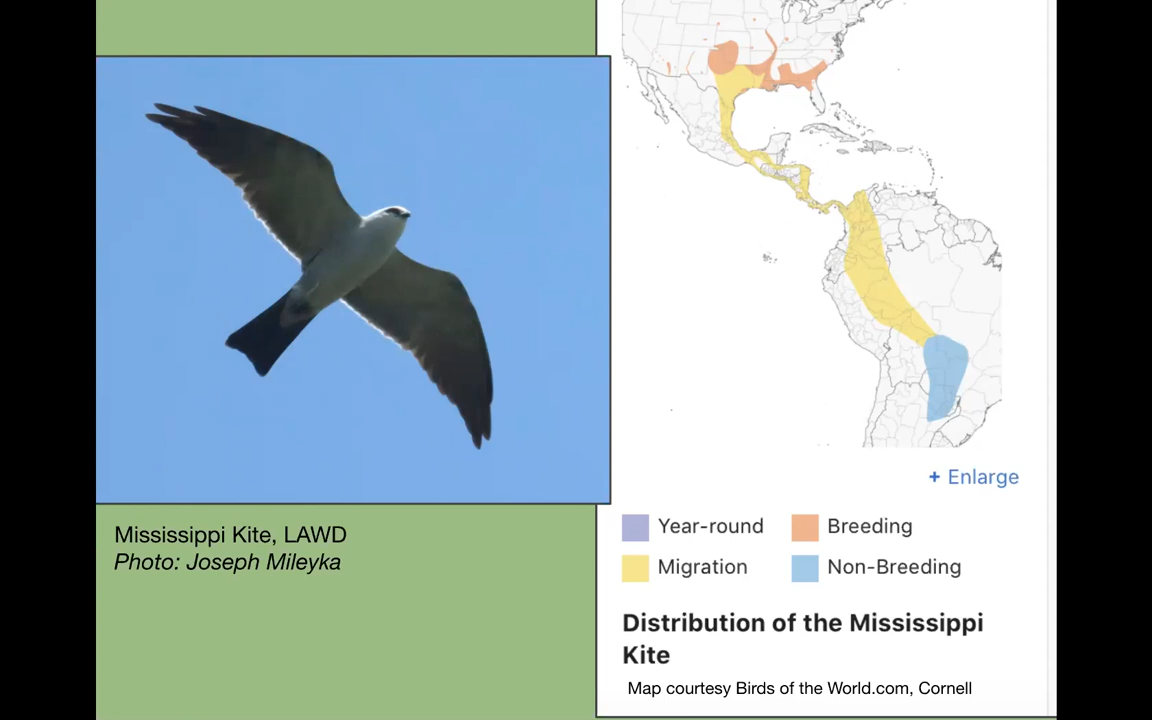 Mississippi Kite, LAWD
Photo: Joseph Mileyka
+ Enlarge
Year-round
Breeding
Migration
Non-Breeding
Distribution of the Mississippi
Kite
Map courtesy Birds of the World.com, Cornell